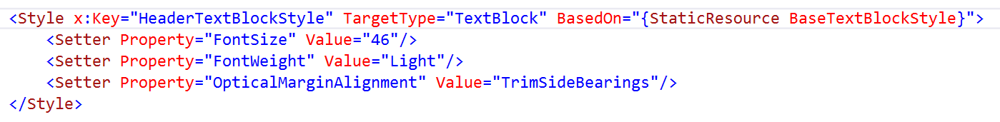 <Style x:Key="HeaderTextBlockStyle" TargetType="TextBlock" BasedOn="{StaticResource BaseTextBlockStyle}">
    <Setter Property="FontSize" Value="46"/>
    <Setter Property="FontWeight" Value="Light"/>
    <Setter Property="OpticalMarginAlignment" Value="TrimSideBearings"/>
</Style>